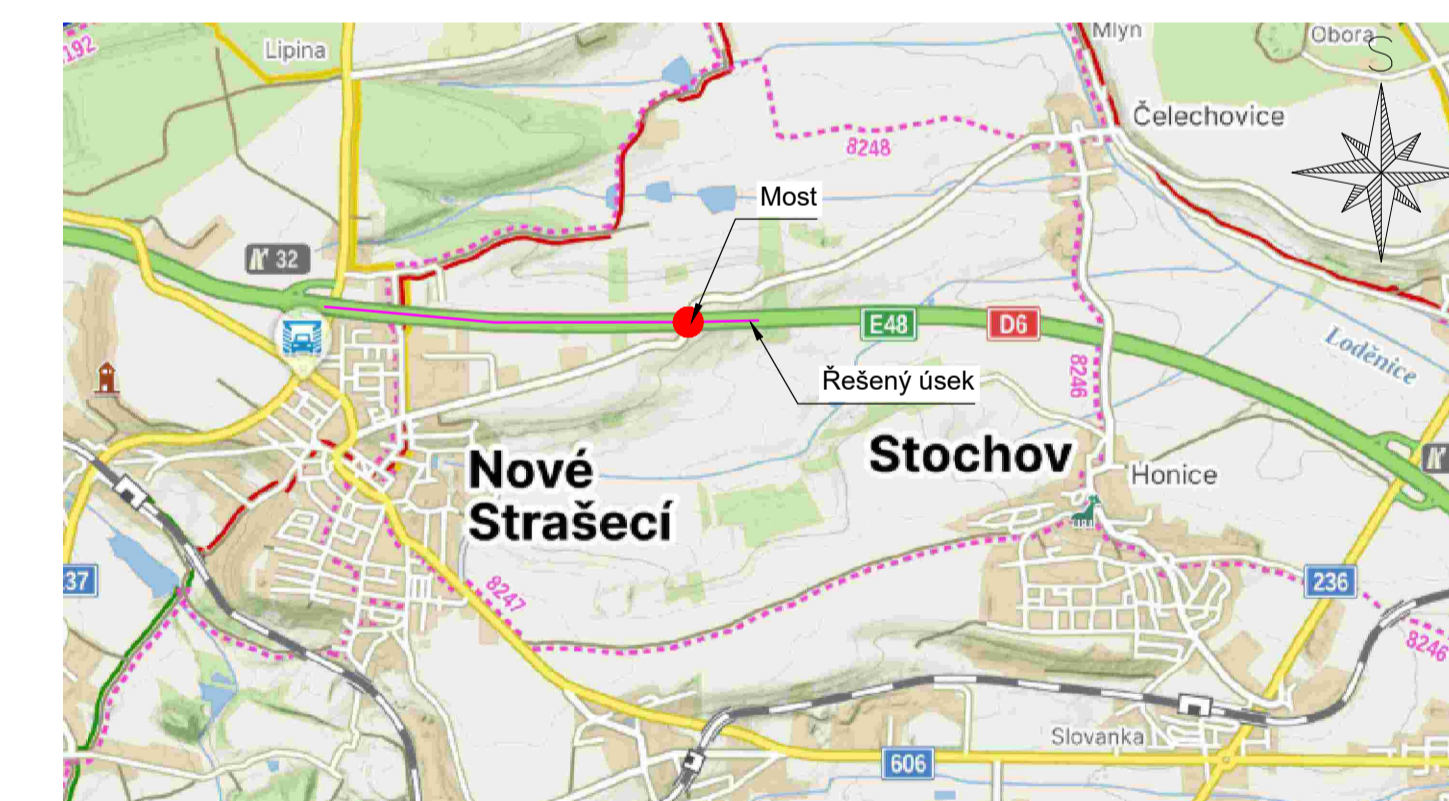 192
Lipina
Mlýn
Obora
S
Čelechovice
8248
Most
32
E48
D6
Loděnice
Řešený úsek
8246
Stochov
Honice
Nové
Strašecí
37
8247
236
8246
Slovanka
606